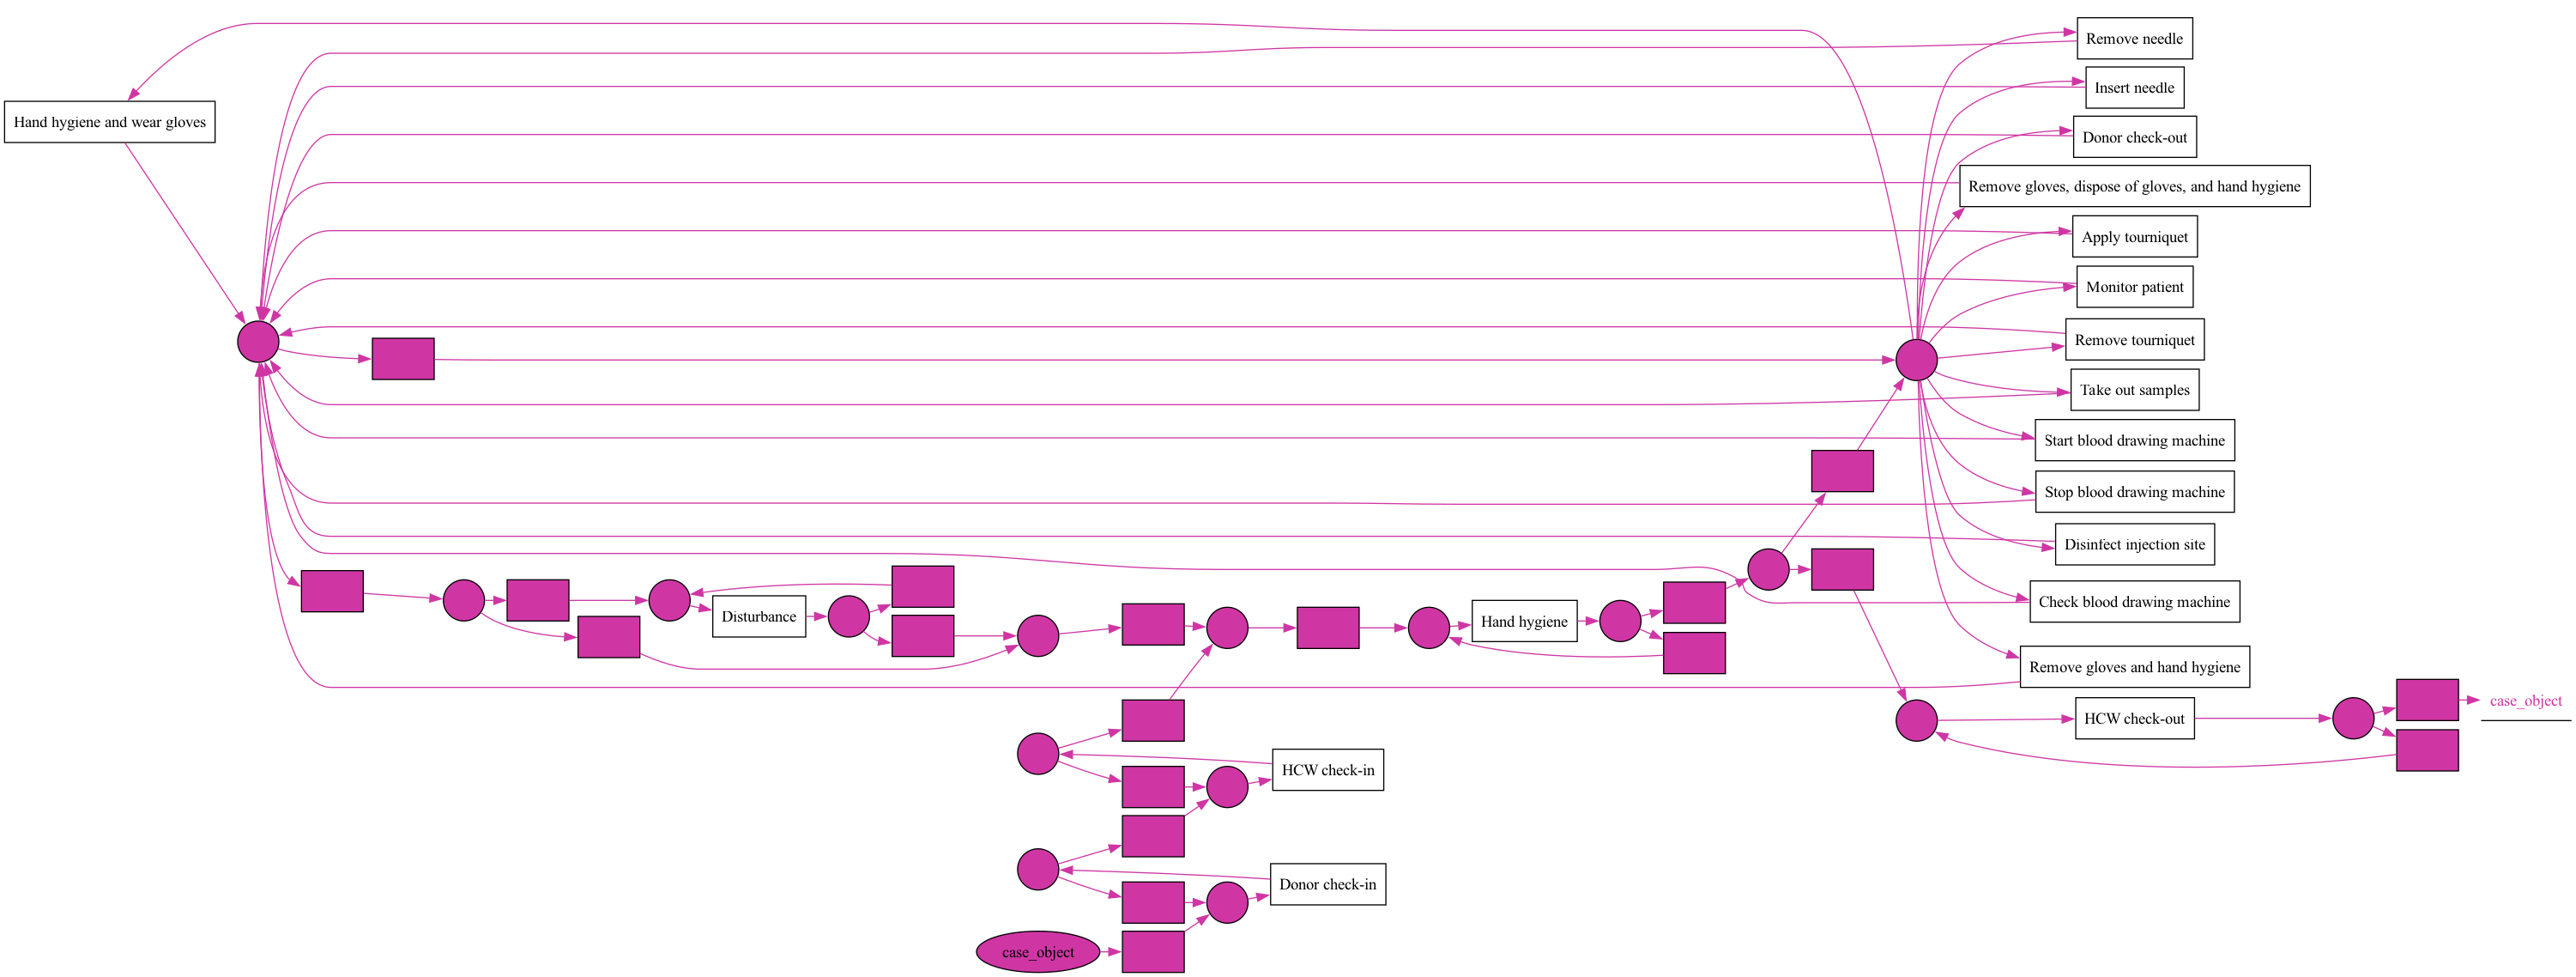 Remove needle
Insert needle
Hand hygiene and wear gloves
Donor check-out
Remove gloves, dispose of gloves, and hand hygiene
Apply tourniquet
Monitor patient
Remove tourniquet
Take out samples
Start blood drawing machine
Stop blood drawing machine
Disinfect injection site
Check blood drawing machine
Disturbance
Hand hygiene
Remove gloves and hand hygiene
case_object
HCW check-out
HCW check-in
Donor check-in
case_object